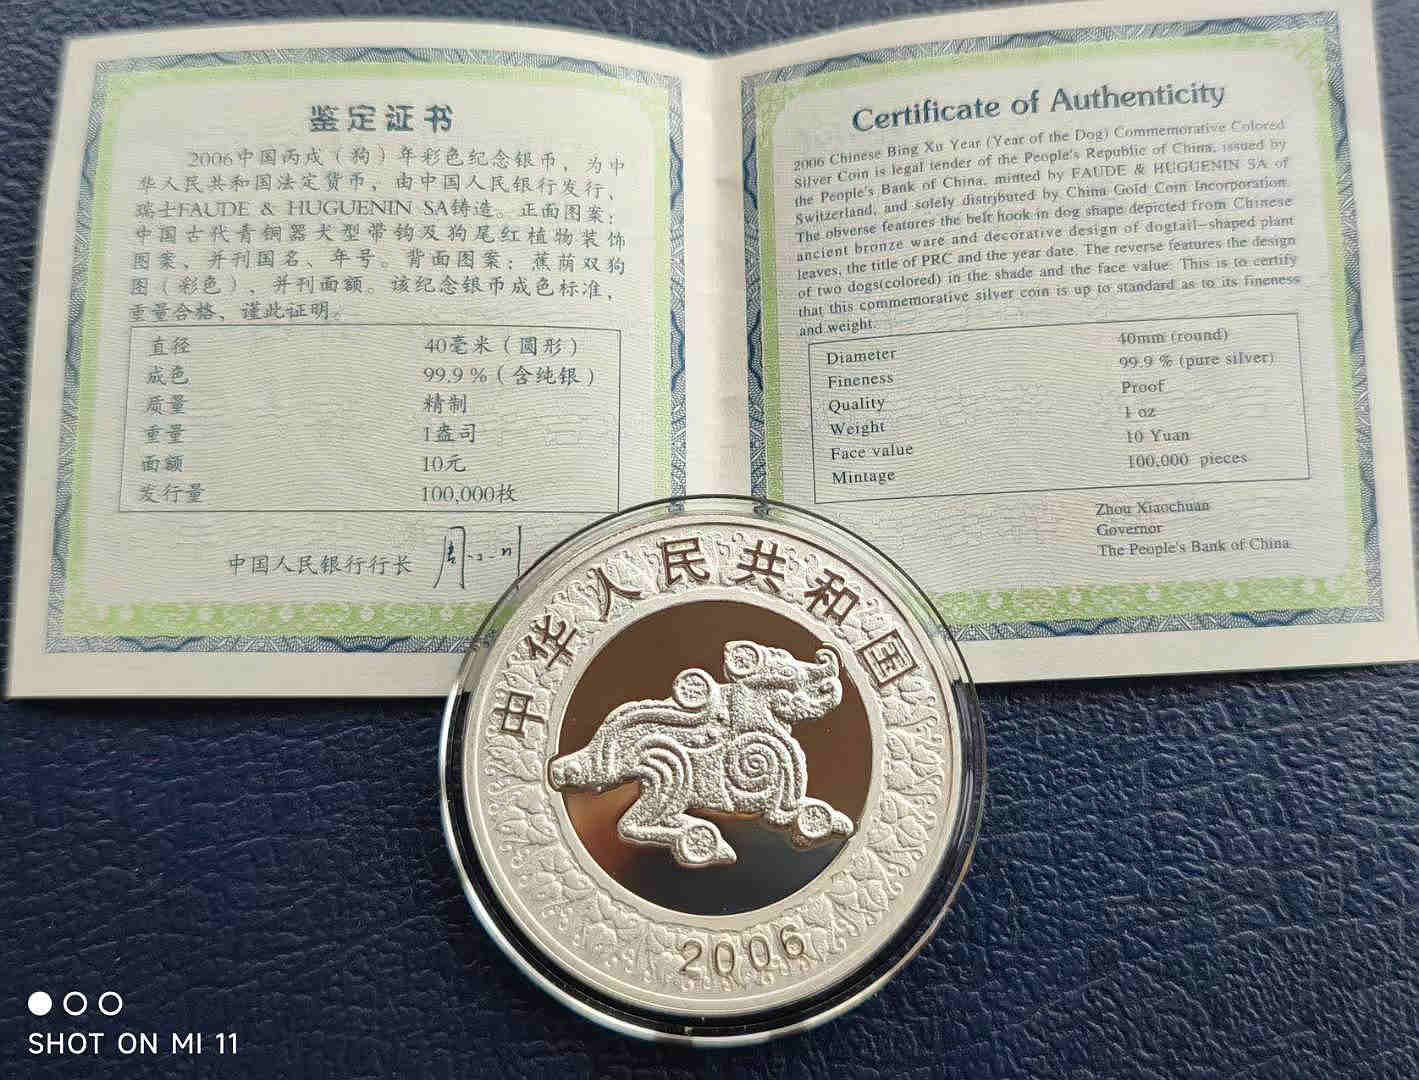 鉴定证书
2006中国丙戌（狗）年彩色纪念银币，为中
华人民共和国法定货币，由中国人民银行发行、
瑞士FAUDE & HUGUENIN SA铸造。正面图案：
中国古代青铜器犬型带钩及狗尾红植物装饰
图案，并刊国名、年号。背面图案：蕉荫双狗
图（彩色），并刊面额。该纪念银币成色标准，
重量合格，谨此证明。
直径 40毫米（圆形）
成色 99.9 %（含纯银）
质量 精制
重量 1盎司
面额 10元
发行量 100,000枚
中国人民银行行长
Certificate of Authenticity
2006 Chinese Bing Xu Year (Year of the Dog) Commemorative Colored
Silver Coin is legal tender of the People's Republic of China, issued by
the People's Bank of China, minted by FAUDE & HUGUENIN SA of
Switzerland, and solely distributed by China Gold Coin Incorporation.
The obverse features the belt hook in dog shape depicted from Chinese
ancient bronze ware and decorative design of dogtail-shaped plant
leaves, the title of PRC and the year date. The reverse features the design
of two dogs(colored) in the shade and the face value. This is to certify
that this commemorative silver coin is up to standard as to its fineness
and weight.
Diameter 40mm (round)
Fineness 99.9 % (pure silver)
Quality Proof
Weight 1 oz
Face value 10 Yuan
Mintage 100,000 pieces
Zhou Xiaochuan
Governor
The People's Bank of China
中华人民共和国
2006
SHOT ON MI 11